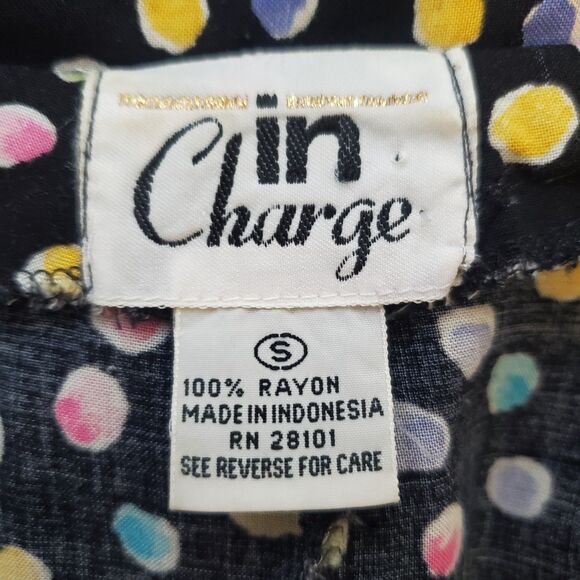 in
Charge
S
100% RAYON
MADE IN INDONESIA
RN 28101
SEE REVERSE FOR CARE